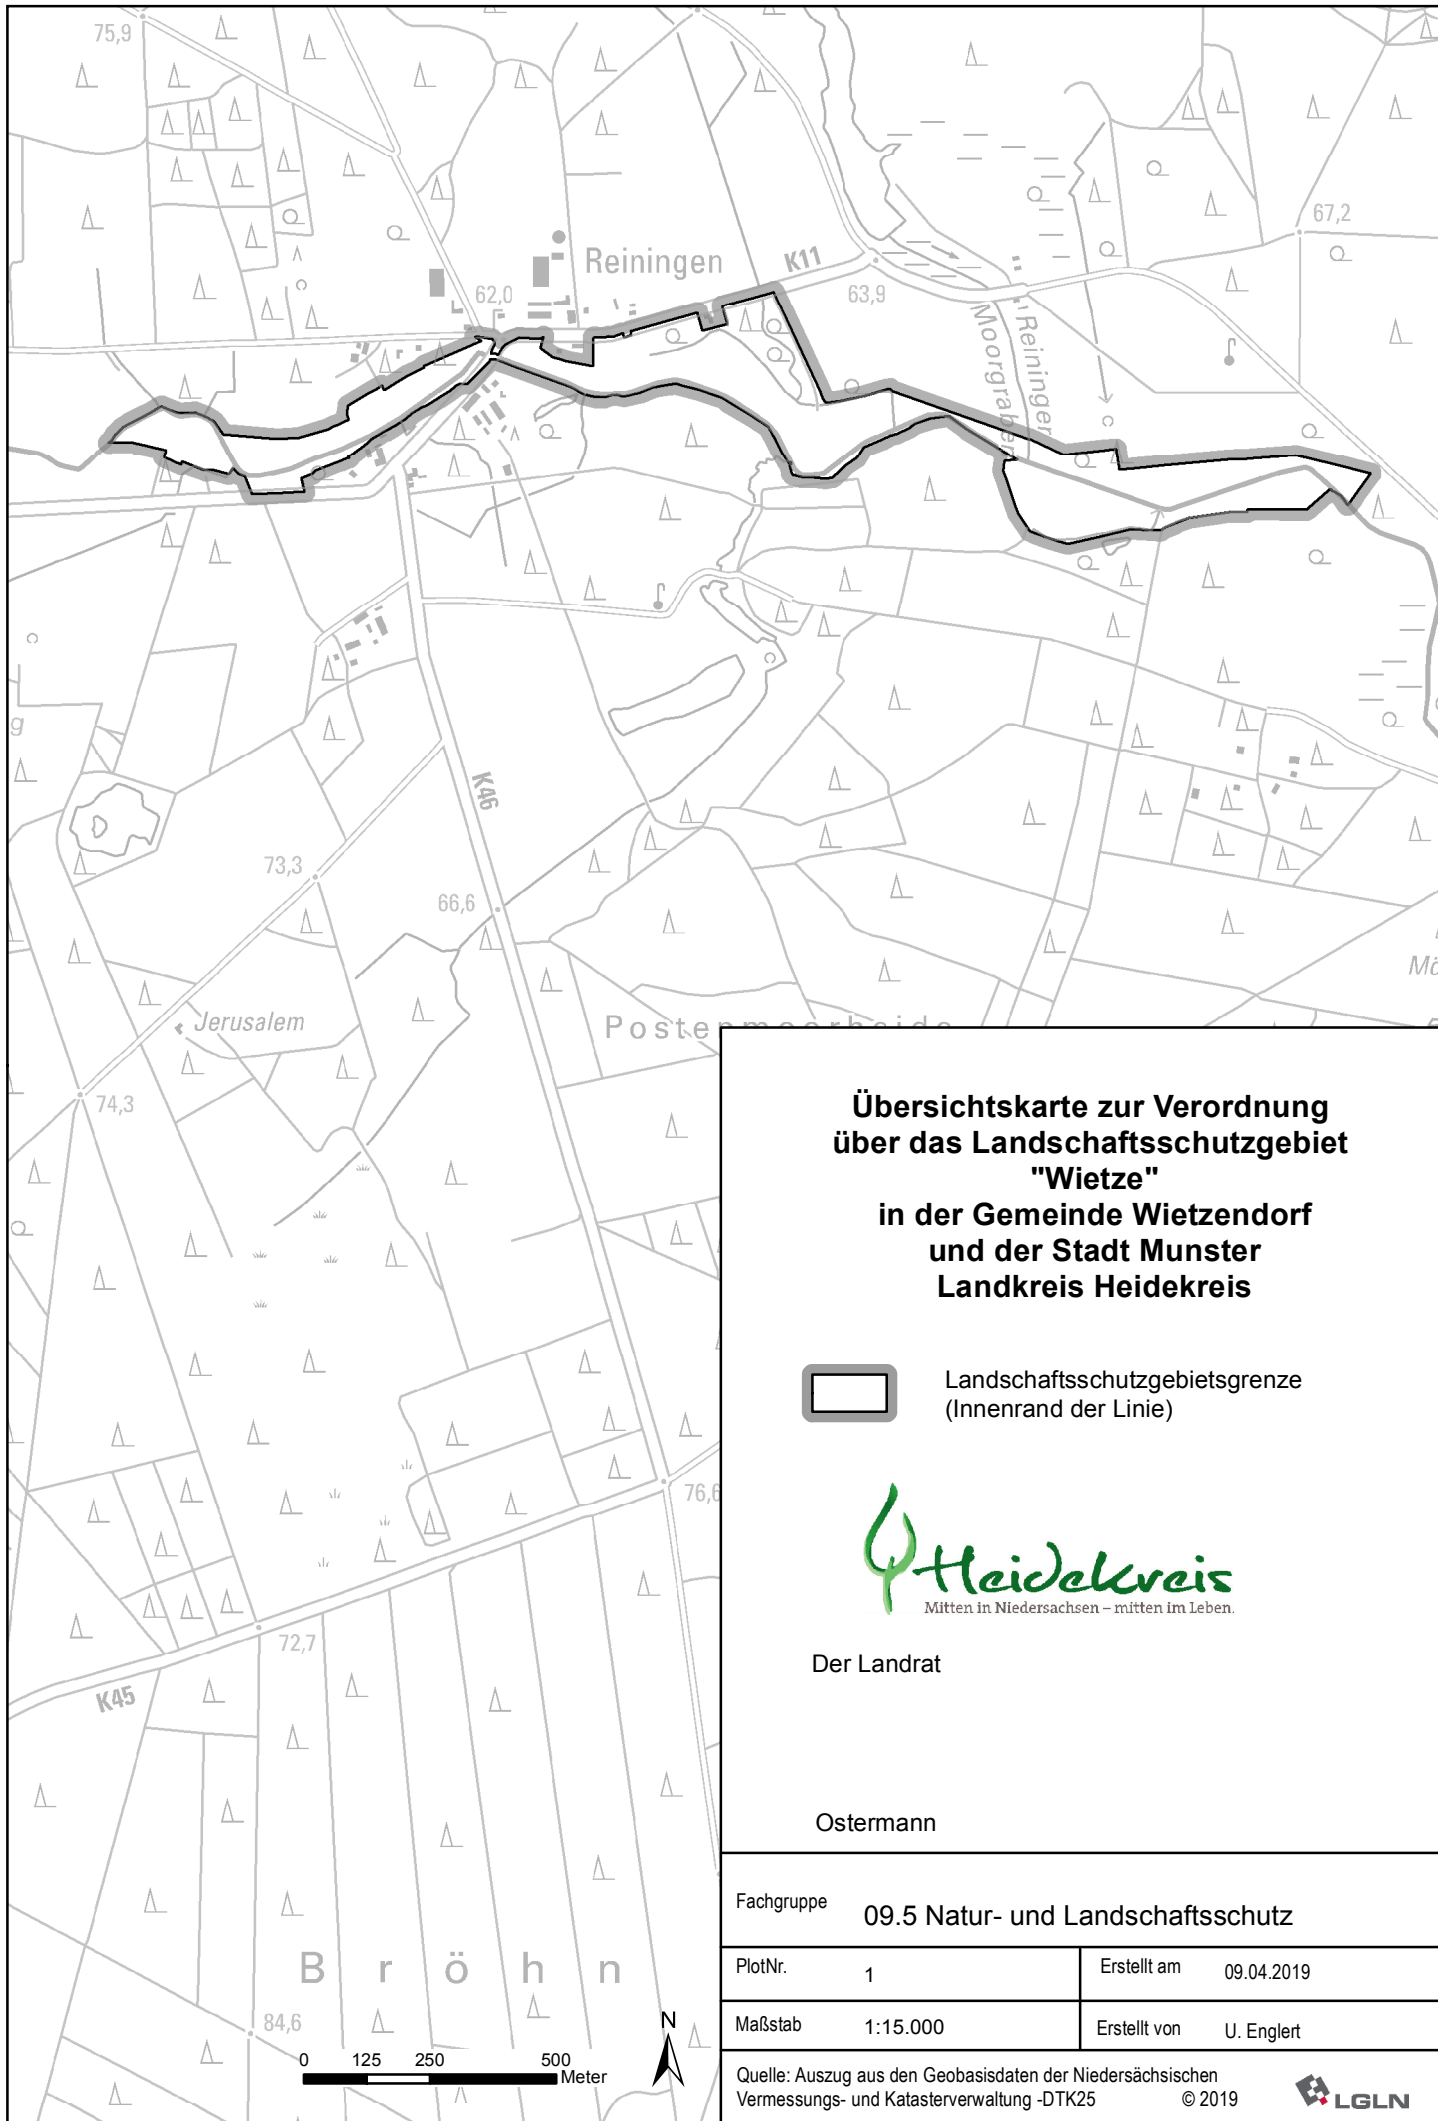 75,9
67,2
Reiningen
K11
62,0
63,9
Reininger
Moorgraben
g
K46
73,3
66,6
Mö
Jerusalem
Postenmoorheide
74,3
76,6
72,7
K45
Bröhn
84,6
0 125 250 500
Meter
N
Übersichtskarte zur Verordnung
über das Landschaftsschutzgebiet
"Wietze"
in der Gemeinde Wietzendorf
und der Stadt Munster
Landkreis Heidekreis
Landschaftsschutzgebietsgrenze
(Innenrand der Linie)
Heidekreis
Mitten in Niedersachsen – mitten im Leben.
Der Landrat
Ostermann
Fachgruppe 09.5 Natur- und Landschaftsschutz
PlotNr. 1 Erstellt am 09.04.2019
Maßstab 1:15.000 Erstellt von U. Englert
Quelle: Auszug aus den Geobasisdaten der Niedersächsischen
Vermessungs- und Katasterverwaltung -DTK25 © 2019
LGLN